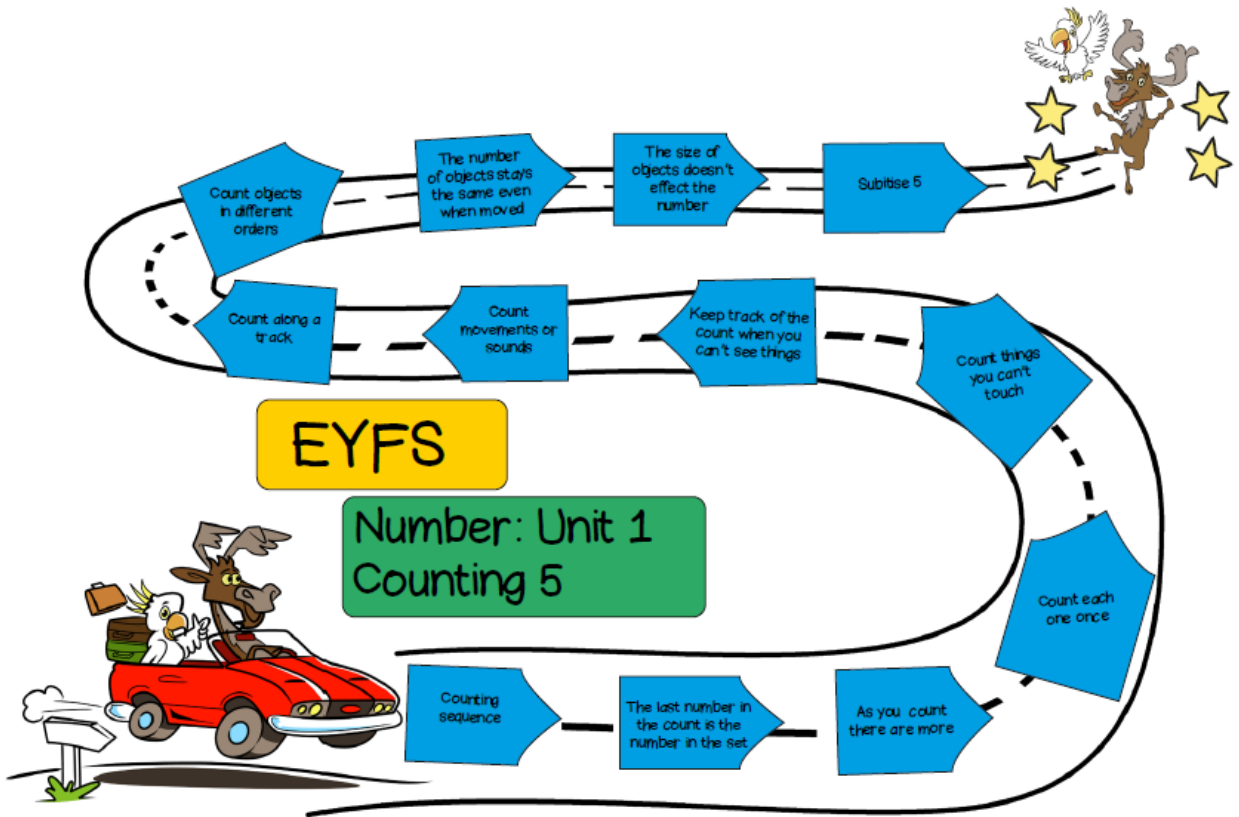 Count objects
in different
orders
The number
of objects stays
the same even
when moved
The size of
objects doesn't
effect the
number
Subitise 5
Count along a
track
Count
movements or
sounds
Keep track of the
count when you
can't see things
Count things
you can't
touch
EYFS
Number: Unit 1
Counting 5
Count each
one once
Counting
sequence
The last number in
the count is the
number in the set
As you count
there are more